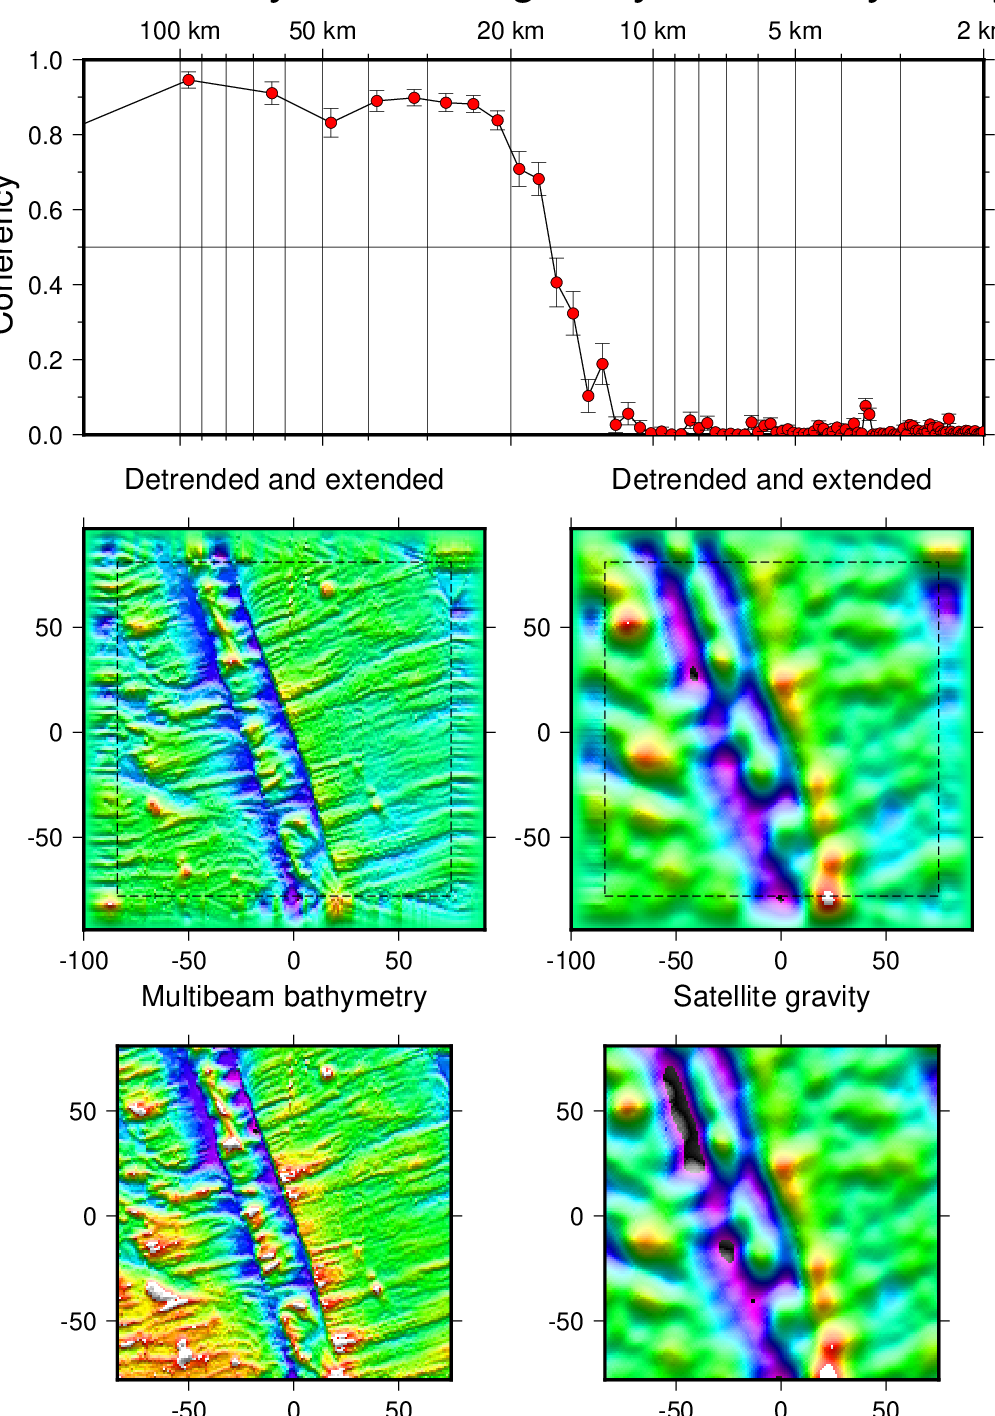 100 km 50 km 20 km 10 km 5 km
1.0
0.8
0.6
0.4
0.2
0.0
Coherency
Detrended and extended Detrended and extended
50 50
0 0
-50 -50
-100 -50 0 50 -100 -50 0 50
Multibeam bathymetry Satellite gravity
50 50
0 0
-50 -50
-50 0 50 -50 0 50